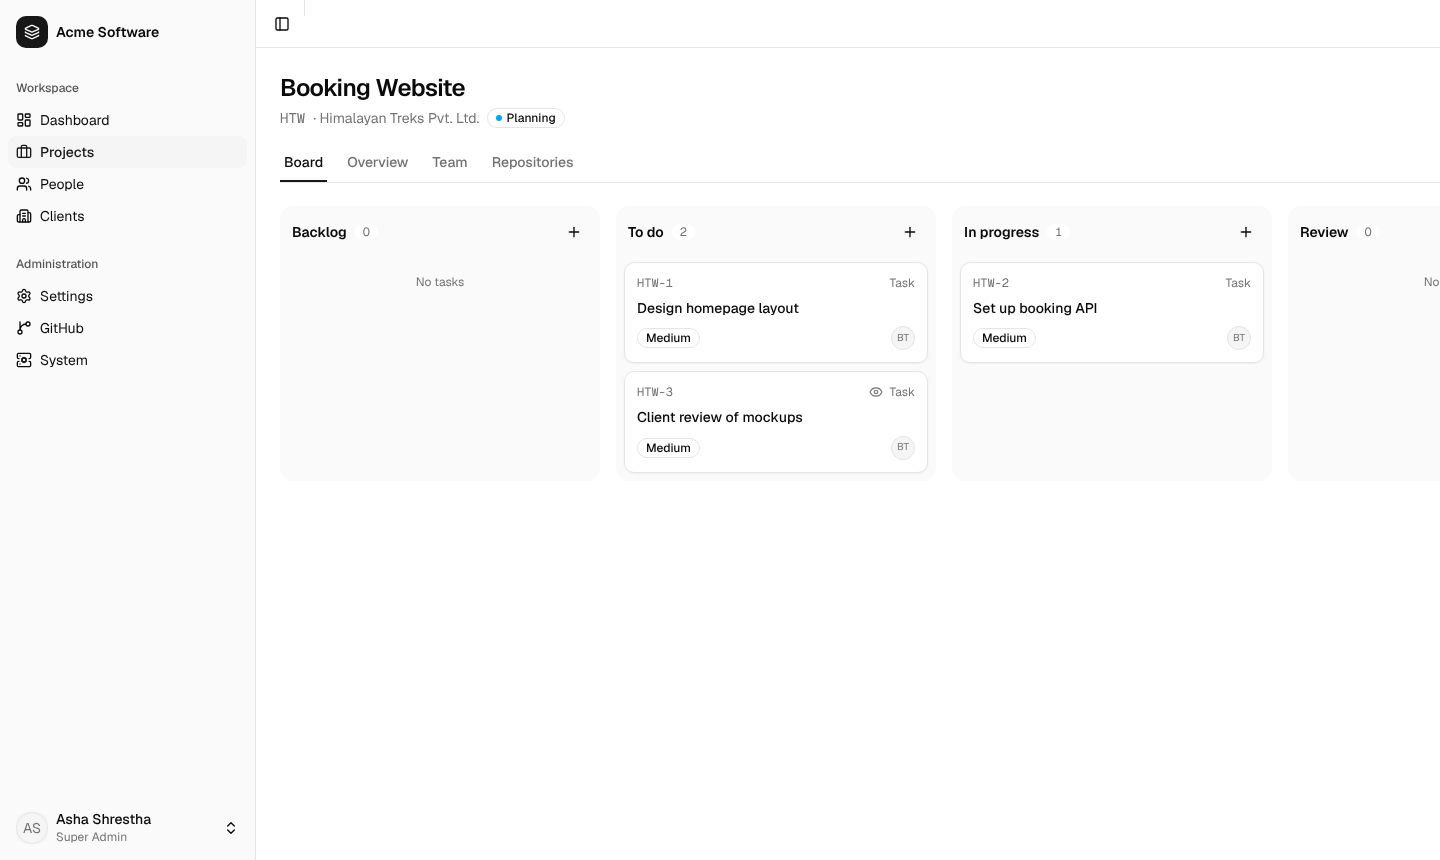 Acme Software
Workspace
Dashboard
Projects
People
Clients
Administration
Settings
GitHub
System
AS
Asha Shrestha
Super Admin
Booking Website
HTW · Himalayan Treks Pvt. Ltd. Planning
Board Overview Team Repositories
Backlog 0
No tasks
To do 2
HTW-1 Task
Design homepage layout
Medium BT
HTW-3 Task
Client review of mockups
Medium BT
In progress 1
HTW-2 Task
Set up booking API
Medium BT
Review 0
No